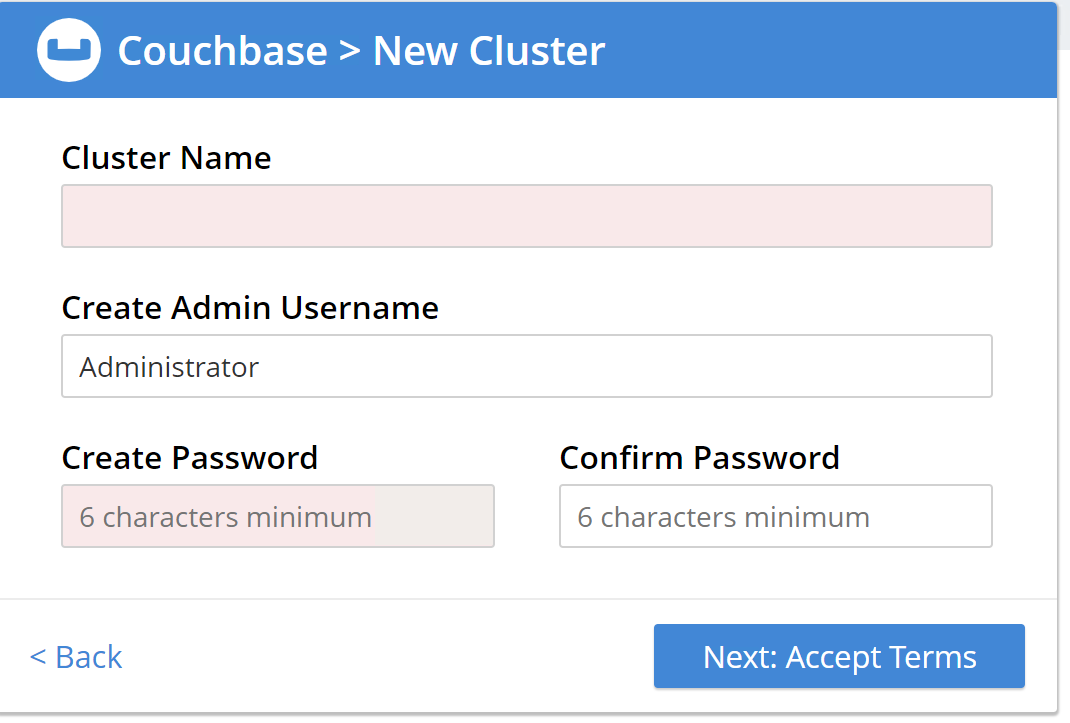 Couchbase > New Cluster
Cluster Name
Create Admin Username
Administrator
Create Password
Confirm Password
6 characters minimum
6 characters minimum
< Back
Next: Accept Terms